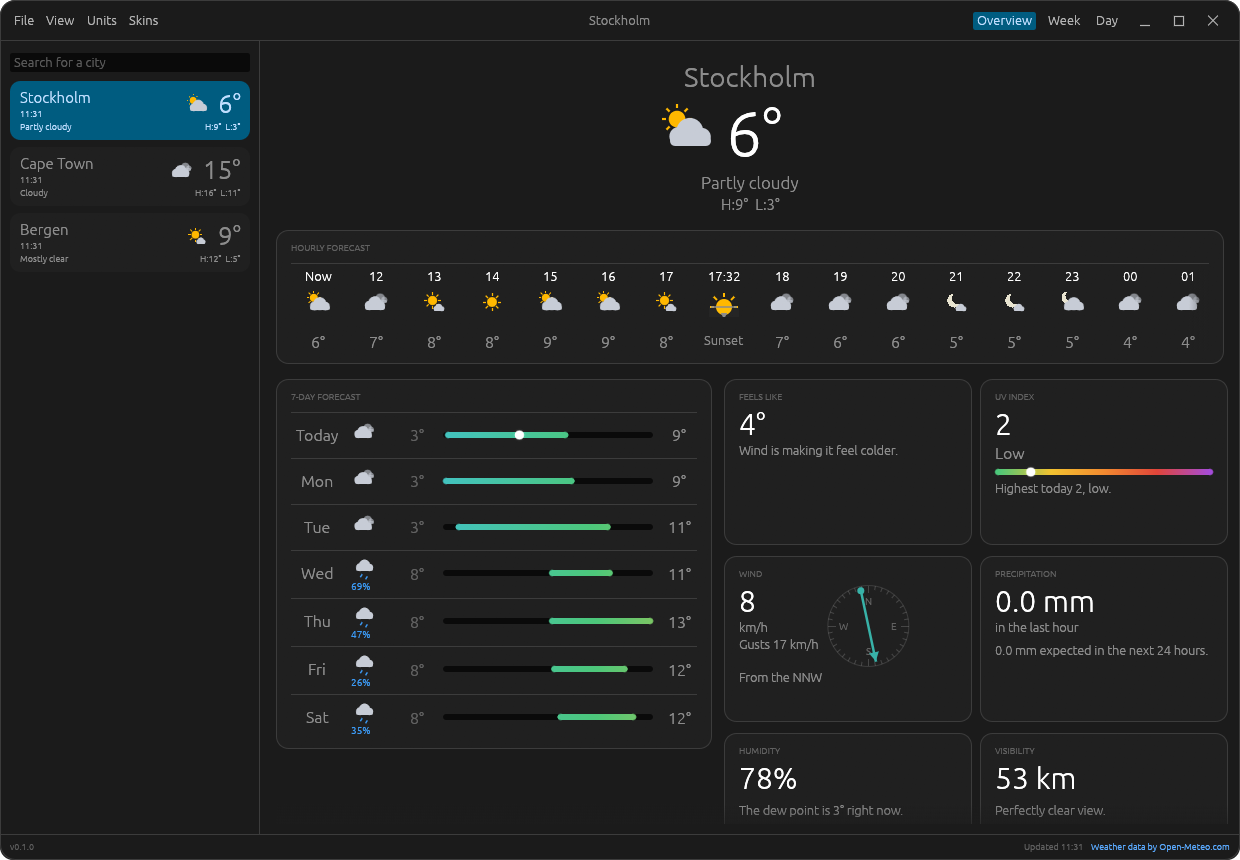 File View Units Skins
Stockholm
Overview Week Day
Search for a city
Stockholm
6°
11:31
Partly cloudy
H:9° L:3°
Cape Town
15°
11:31
Cloudy
H:16° L:11°
Bergen
9°
11:31
Mostly clear
H:12° L:5°
Stockholm
6°
Partly cloudy
H:9° L:3°
HOURLY FORECAST
Now 12 13 14 15 16 17 17:32 18 19 20 21 22 23 00 01
6° 7° 8° 8° 9° 9° 8° Sunset 7° 6° 6° 5° 5° 5° 4° 4°
7-DAY FORECAST
Today 3° 9°
Mon 3° 9°
Tue 3° 11°
Wed 8° 11°
69%
Thu 8° 13°
47%
Fri 8° 12°
26%
Sat 8° 12°
35%
FEELS LIKE
4°
Wind is making it feel colder.
UV INDEX
2
Low
Highest today 2, low.
WIND
8
km/h
Gusts 17 km/h
From the NNW
N
W E
S
PRECIPITATION
0.0 mm
in the last hour
0.0 mm expected in the next 24 hours.
HUMIDITY
78%
The dew point is 3° right now.
VISIBILITY
53 km
Perfectly clear view.
v0.1.0
Updated 11:31 Weather data by Open-Meteo.com